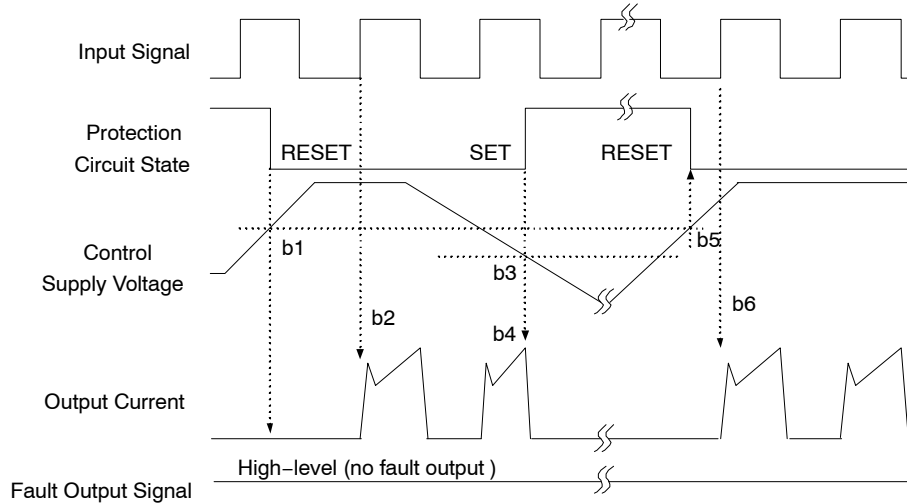 Input Signal
Protection
Circuit State
RESET
SET
RESET
b1
b3
b5
Control
Supply Voltage
b2
b4
b6
Output Current
High−level (no fault output )
Fault Output Signal